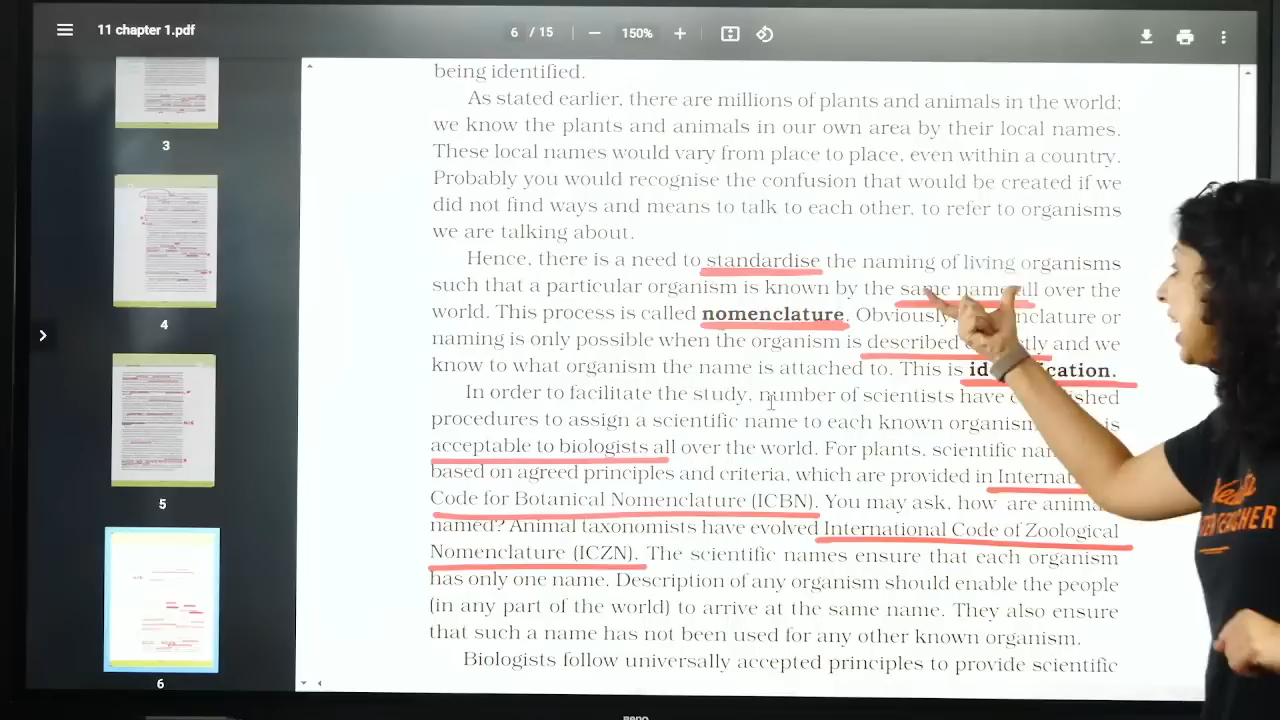 11 chapter 1.pdf
6 / 15
150%
being identified.
As stated earlier, there are millions of plants and animals in the world;
we know the plants and animals in our own area by their local names.
These local names would vary from place to place, even within a country.
Probably you would recognise the confusion that would be created if we
did not find ways and means to talk to each other, to refer to organisms
we are talking about.
Hence, there is a need to standardise the naming of living organisms
such that a particular organism is known by the same name all over the
world. This process is called nomenclature. Obviously, nomenclature or
naming is only possible when the organism is described correctly and we
know to what organism the name is attached to. This is identification.
In order to facilitate the study, number of scientists have established
procedures to assign a scientific name to each known organism. This is
acceptable to biologists all over the world. For plants, scientific names are
based on agreed principles and criteria, which are provided in International
Code for Botanical Nomenclature (ICBN). You may ask, how are animals
named? Animal taxonomists have evolved International Code of Zoological
Nomenclature (ICZN). The scientific names ensure that each organism
has only one name. Description of any organism should enable the people
(in any part of the world) to arrive at the same name. They also ensure
that such a name has not been used for any other known organism.
Biologists follow universally accepted principles to provide scientific
3
4
5
6